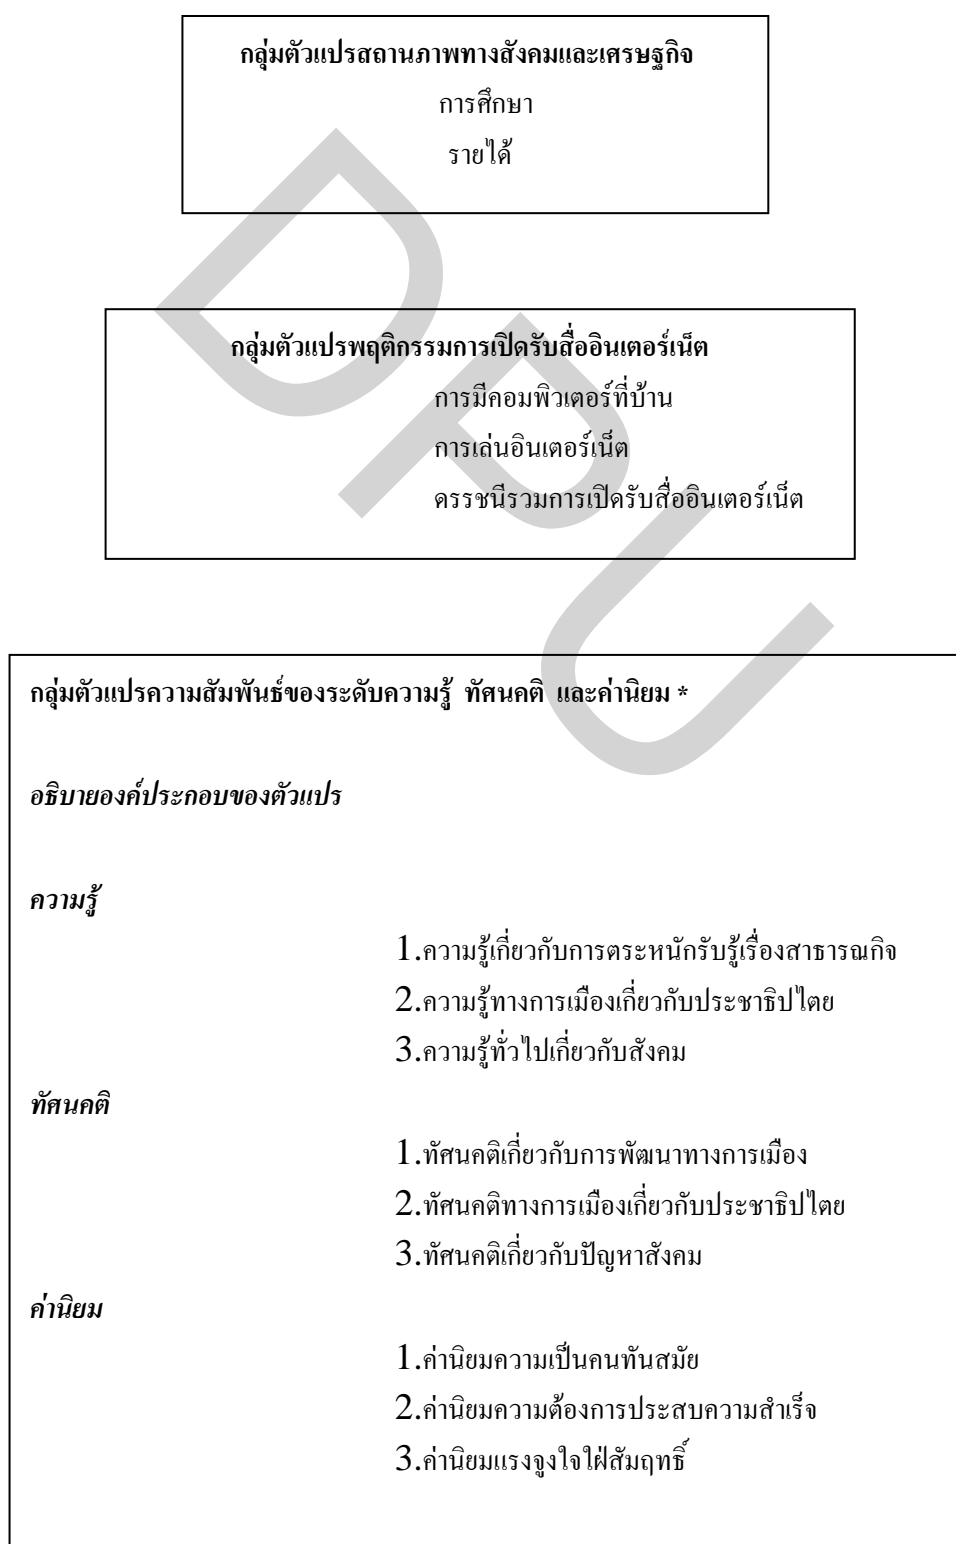 กลุ่มตัวแปรสถานภาพทางสังคมและเศรษฐกิจ
การศึกษา
รายได้
กลุ่มตัวแปรพฤติกรรมการเปิดรับสื่ออินเตอร์เน็ต
การมีคอมพิวเตอร์ที่บ้าน
การเล่นอินเตอร์เน็ต
ดรรชนีรวมการเปิดรับสื่ออินเตอร์เน็ต
กลุ่มตัวแปรความสัมพันธ์ของระดับความรู้ ทัศนคติ และค่านิยม *
อธิบายองค์ประกอบของตัวแปร
ความรู้
1.ความรู้เกี่ยวกับการตระหนักรับรู้เรื่องสาธารณกิจ
2.ความรู้ทางการเมืองเกี่ยวกับประชาธิปไตย
3.ความรู้ทั่วไปเกี่ยวกับสังคม
ทัศนคติ
1.ทัศนคติเกี่ยวกับการพัฒนาทางการเมือง
2.ทัศนคติทางการเมืองเกี่ยวกับประชาธิปไตย
3.ทัศนคติเกี่ยวกับปัญหาสังคม
ค่านิยม
1.ค่านิยมความเป็นคนทันสมัย
2.ค่านิยมความต้องการประสบความสำเร็จ
3.ค่านิยมแรงจูงใจใฝ่สัมฤทธิ์
DPU